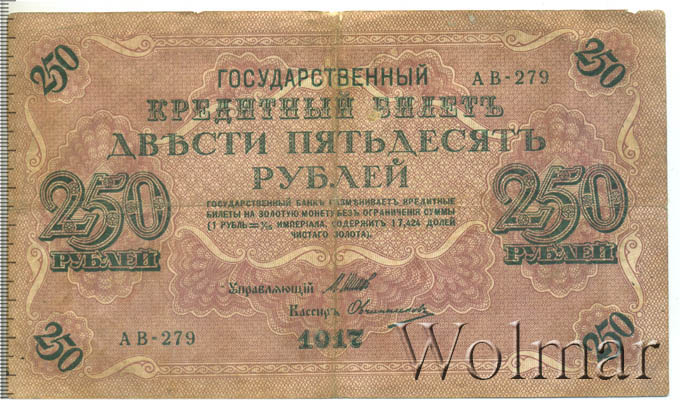 250
250
ГОСУДАРСТВЕННЫЙ
АВ-279
КРЕДИТНЫЙ БИЛЕТЪ
ДВѢСТИ ПЯТЬДЕСЯТЪ
РУБЛЕЙ
250
РУБЛЕЙ
250
РУБЛЕЙ
ГОСУДАРСТВЕННЫЙ БАНКЪ РАЗМѢНИВАЕТЪ КРЕДИТНЫЕ
БИЛЕТЫ НА ЗОЛОТУЮ МОНЕТУ БЕЗЪ ОГРАНИЧЕНІЯ СУММЫ
(1 РУБЛЬ = 1/15 ИМПЕРІАЛА, СОДЕРЖИТЪ 17,424 ДОЛЕЙ
ЧИСТАГО ЗОЛОТА).
Управляющій И. Шипов
Кассиръ Овчинников
АВ-279
1917
250
250
Wolmar